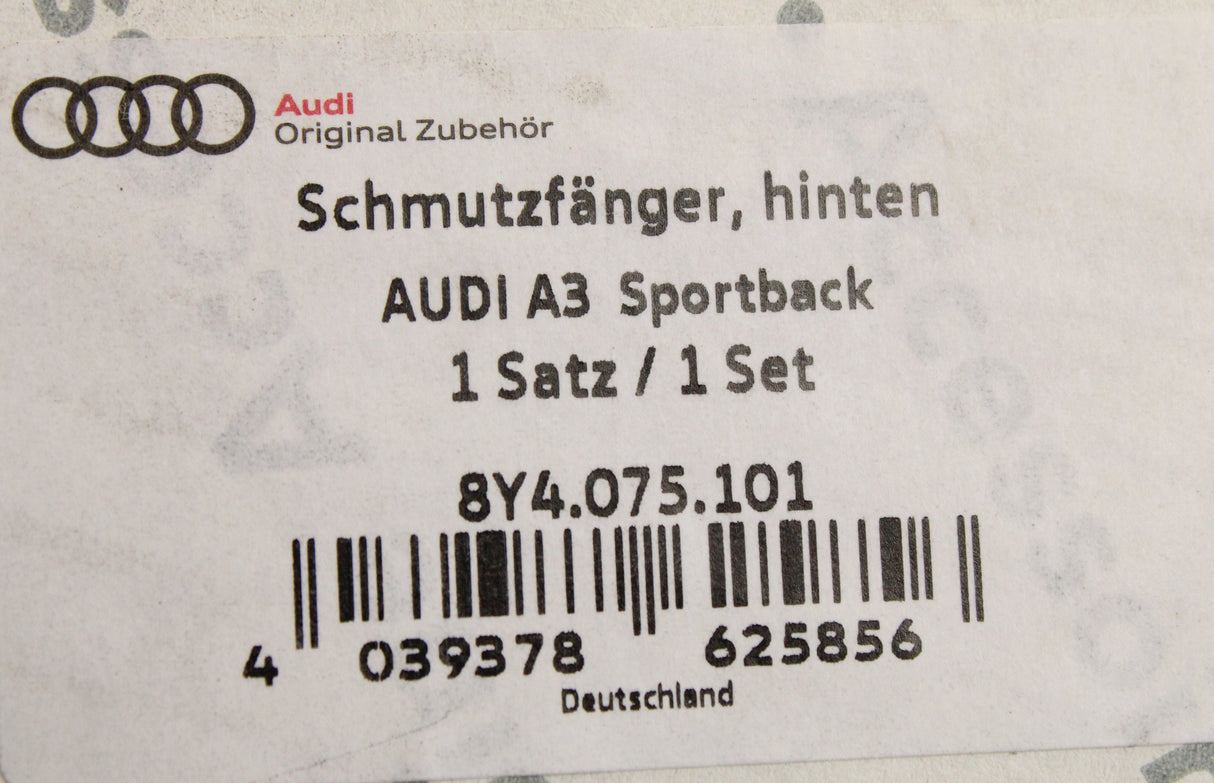 Audi
Original Zubehör
Schmutzfänger, hinten
AUDI A3 Sportback
1 Satz / 1 Set
8Y4.075.101
4 039378 625856
Deutschland